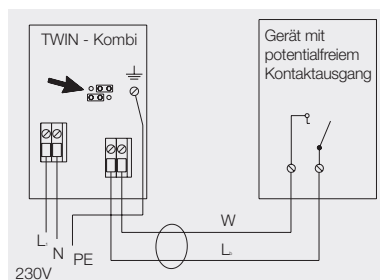 TWIN - Kombi
Gerät mit
potentialfreiem
Kontaktausgang
W
L
L
N
PE
230V